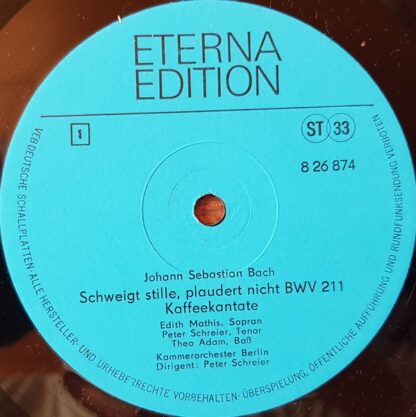 ETERNA
EDITION
1
ST 33
8 26 874
Johann Sebastian Bach
Schweigt stille, plaudert nicht BWV 211
Kaffeekantate
Edith Mathis, Sopran
Peter Schreier, Tenor
Theo Adam, Baß
Kammerorchester Berlin
Dirigent: Peter Schreier
VEB DEUTSCHE SCHALLPLATTEN ALLE HERSTELLER- UND URHEBERRECHTE VORBEHALTEN · ÜBERSPIELUNG, ÖFFENTLICHE AUFFÜHRUNG UND RUNDFUNKSENDUNG VERBOTEN